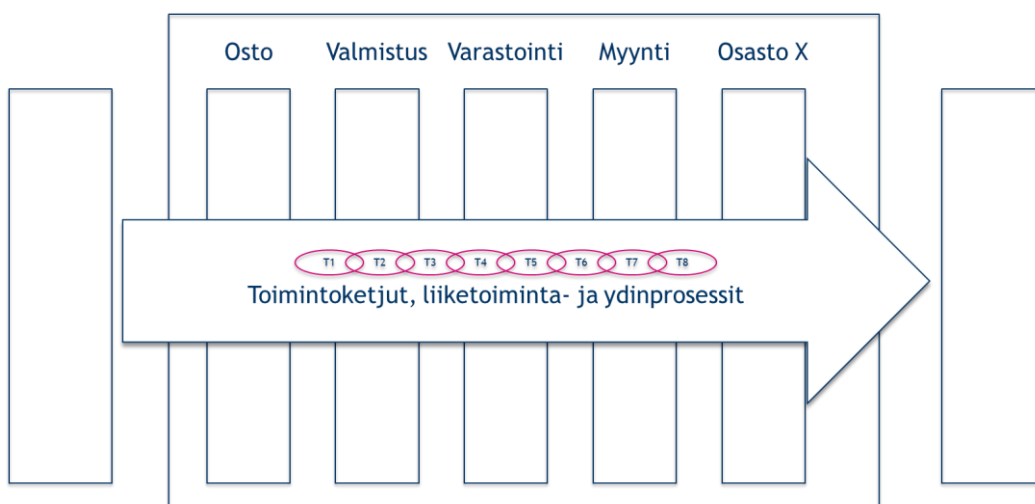 Osto Valmistus Varastointi Myynti Osasto X
T1 T2 T3 T4 T5 T6 T7 T8
Toimintoketjut, liiketoiminta- ja ydinprosessit